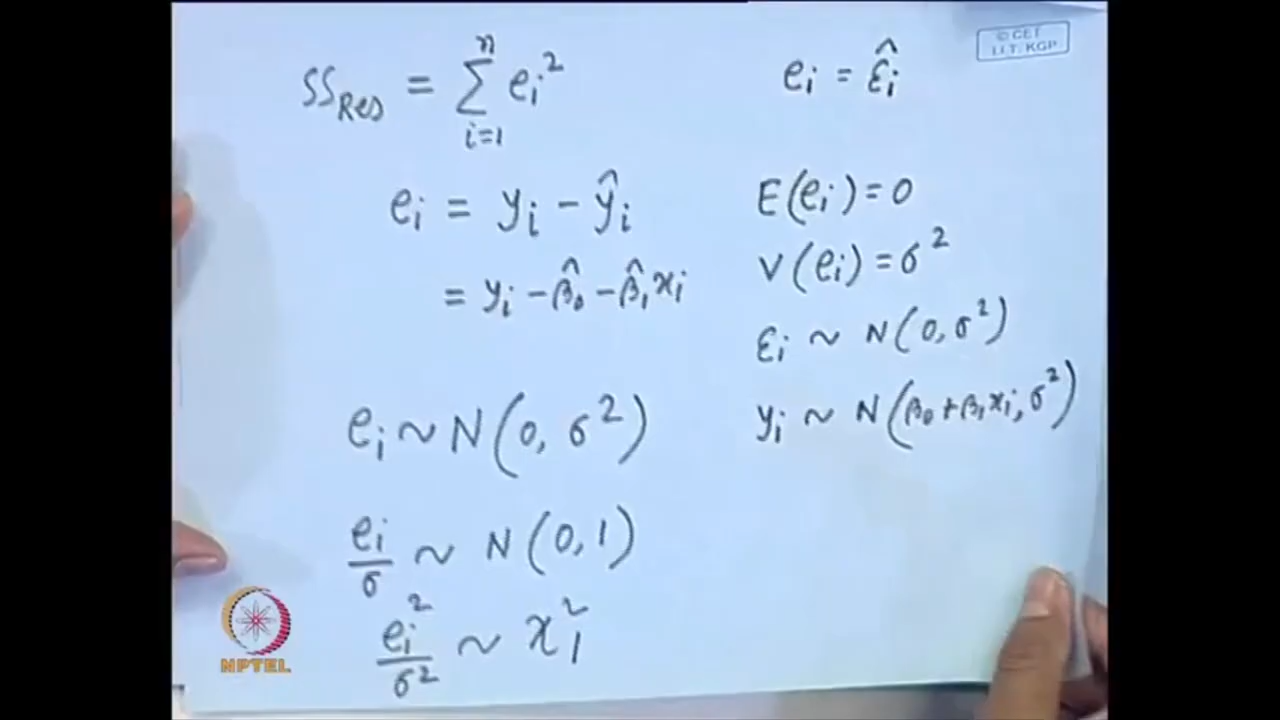 © CET
I.I.T. KGP
SS_Res = Σ_{i=1}^{n} e_i²
e_i = ε̂_i
e_i = y_i − ŷ_i
= y_i − β̂_0 − β̂_1 x_i
E(e_i) = 0
V(e_i) = σ²
ε_i ~ N(0, σ²)
y_i ~ N(β_0 + β_1 x_i, σ²)
e_i ~ N(0, σ²)
e_i/σ ~ N(0, 1)
e_i²/σ² ~ χ²_1
NPTEL